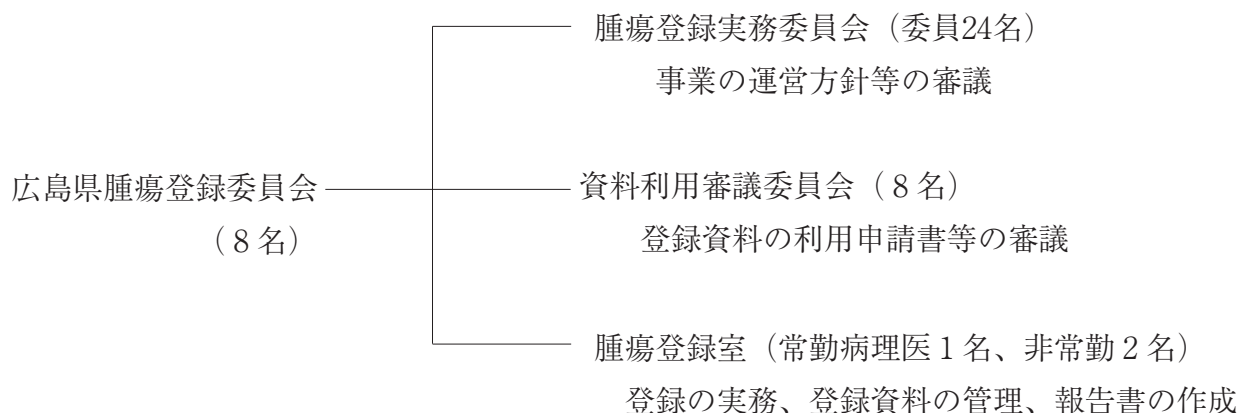 腫瘍登録実務委員会（委員24名）
事業の運営方針等の審議
広島県腫瘍登録委員会
（８名）
資料利用審議委員会（８名）
登録資料の利用申請書等の審議
腫瘍登録室（常勤病理医１名、非常勤２名）
登録の実務、登録資料の管理、報告書の作成